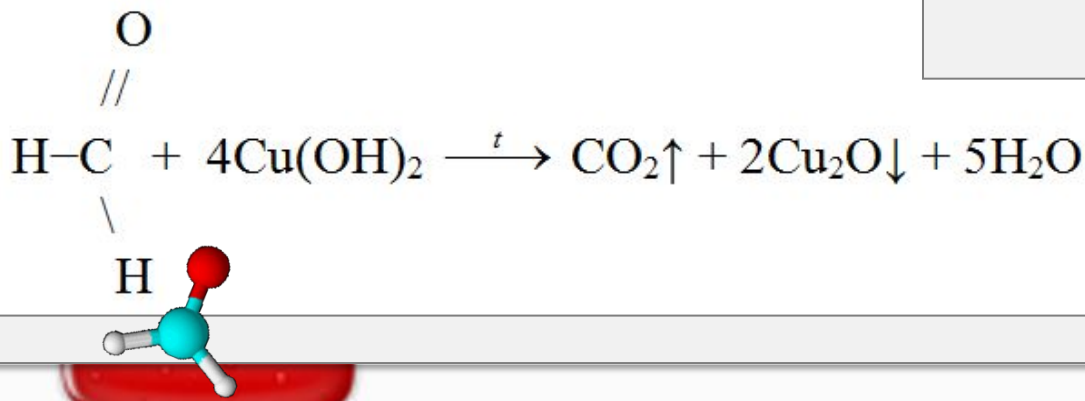 O
//
H−C + 4Cu(OH)₂ —t→ CO₂↑ + 2Cu₂O↓ + 5H₂O
\
H